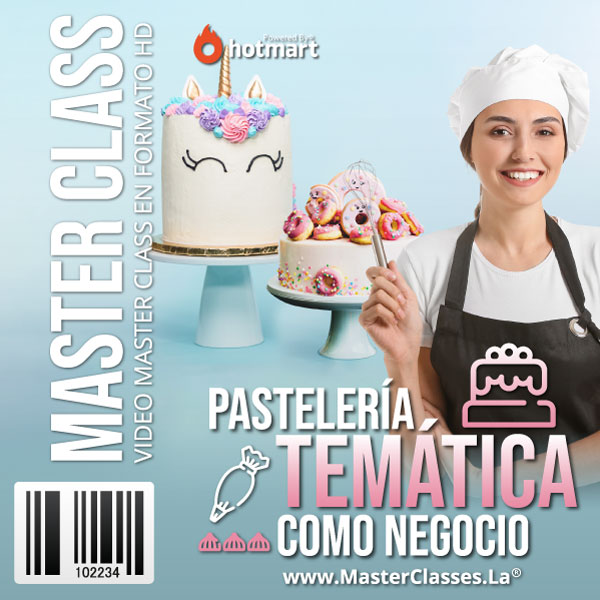 Powered By®
hotmart
MASTER CLASS
VIDEO MASTER CLASS EN FORMATO HD
PASTELERÍA
TEMÁTICA
COMO NEGOCIO
www.MasterClasses.La®
102234